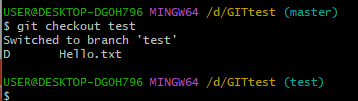 USER@DESKTOP-DGOH796 MINGW64 /d/GITtest (master)
$ git checkout test
Switched to branch 'test'
D       Hello.txt
USER@DESKTOP-DGOH796 MINGW64 /d/GITtest (test)
$